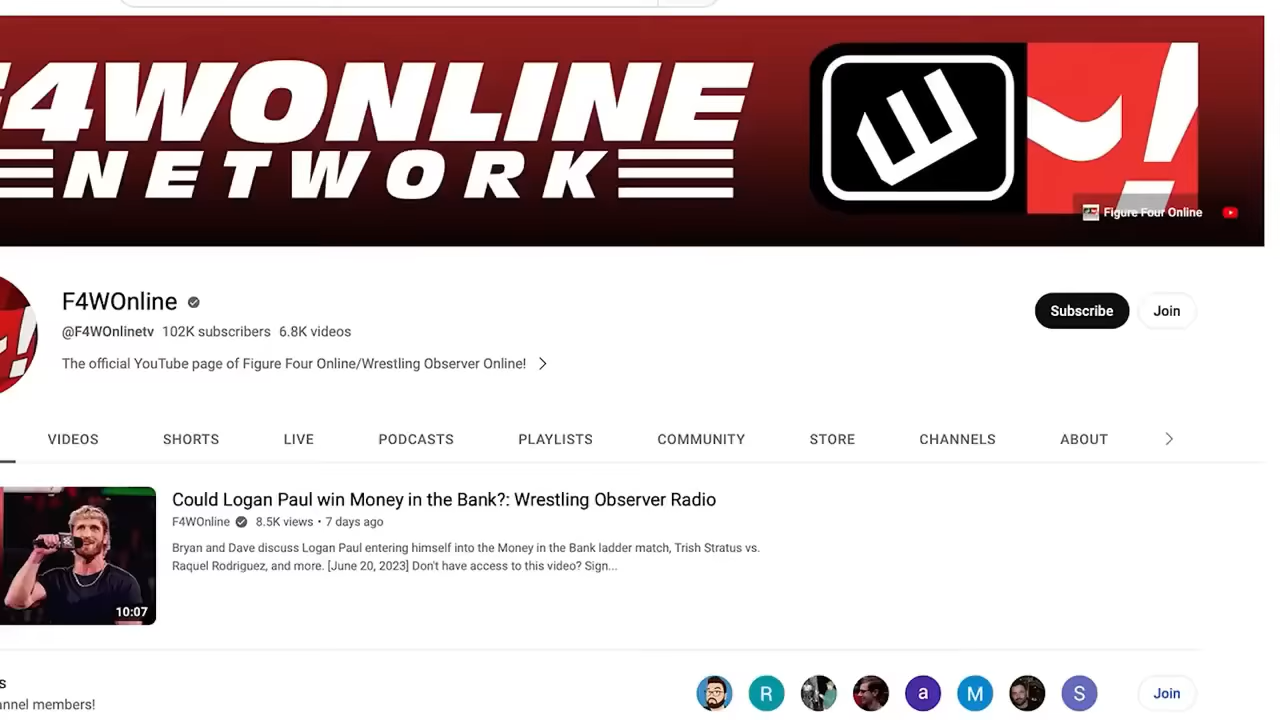 F4WONLINE
NETWORK
Figure Four Online
F4WOnline
@F4WOnlinetv 102K subscribers 6.8K videos
Subscribe
Join
The official YouTube page of Figure Four Online/Wrestling Observer Online!
VIDEOS SHORTS LIVE PODCASTS PLAYLISTS COMMUNITY STORE CHANNELS ABOUT
Could Logan Paul win Money in the Bank?: Wrestling Observer Radio
F4WOnline 8.5K views • 7 days ago
Bryan and Dave discuss Logan Paul entering himself into the Money in the Bank ladder match, Trish Stratus vs.
Raquel Rodriguez, and more. [June 20, 2023] Don't have access to this video? Sign...
10:07
R a M S
Join
annel members!